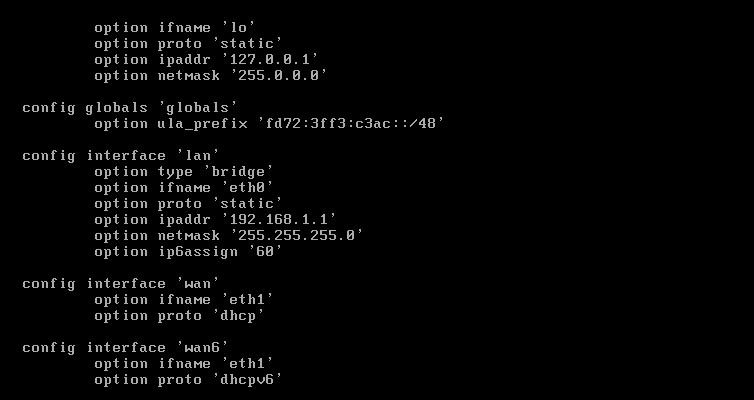 option ifname 'lo'
option proto 'static'
option ipaddr '127.0.0.1'
option netmask '255.0.0.0'
config globals 'globals'
option ula_prefix 'fd72:3ff3:c3ac::/48'
config interface 'lan'
option type 'bridge'
option ifname 'eth0'
option proto 'static'
option ipaddr '192.168.1.1'
option netmask '255.255.255.0'
option ip6assign '60'
config interface 'wan'
option ifname 'eth1'
option proto 'dhcp'
config interface 'wan6'
option ifname 'eth1'
option proto 'dhcpv6'